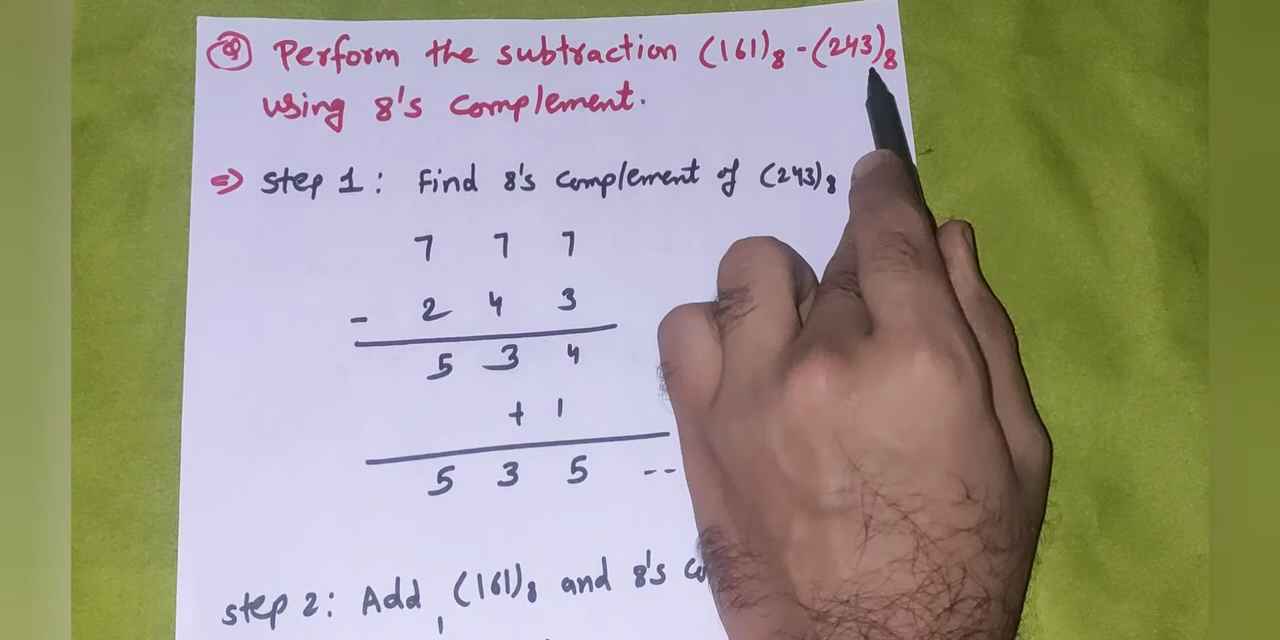 Q Perform the subtraction (161)8 - (243)8
using 8's complement.
⇒ Step 1: Find 8's complement of (243)8
7 7 7
- 2 4 3
5 3 4
+ 1
5 3 5 --
Step 2: Add (161)8 and 8's
1